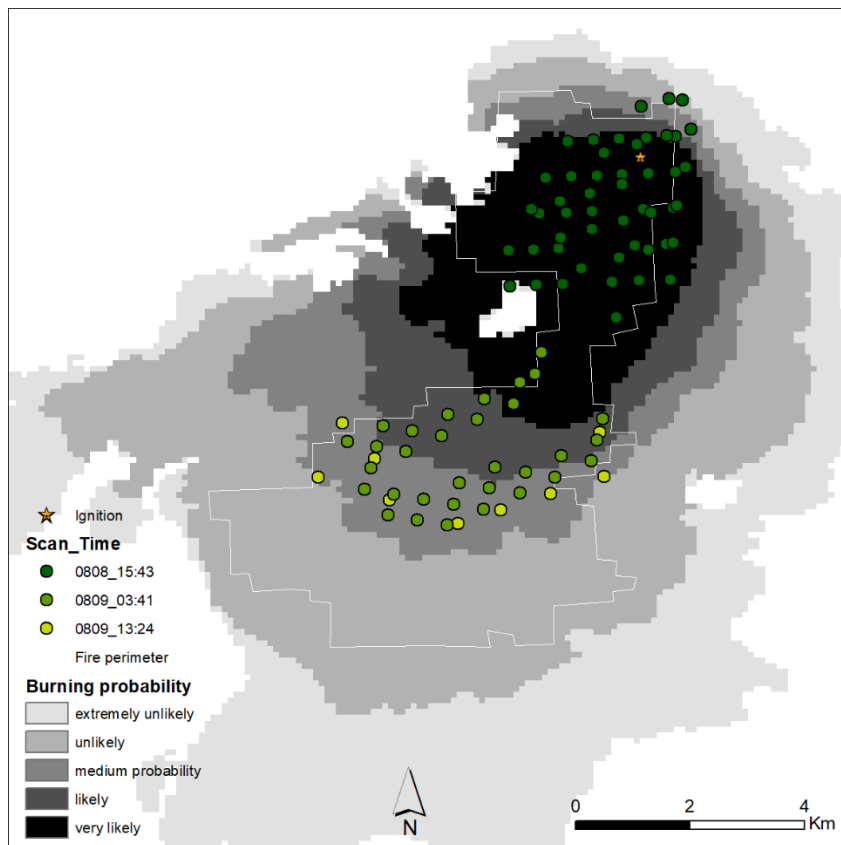 Ignition
Scan_Time
0808_15:43
0809_03:41
0809_13:24
Fire perimeter
Burning probability
extremely unlikely
unlikely
medium probability
likely
very likely
N
0 2 4
Km